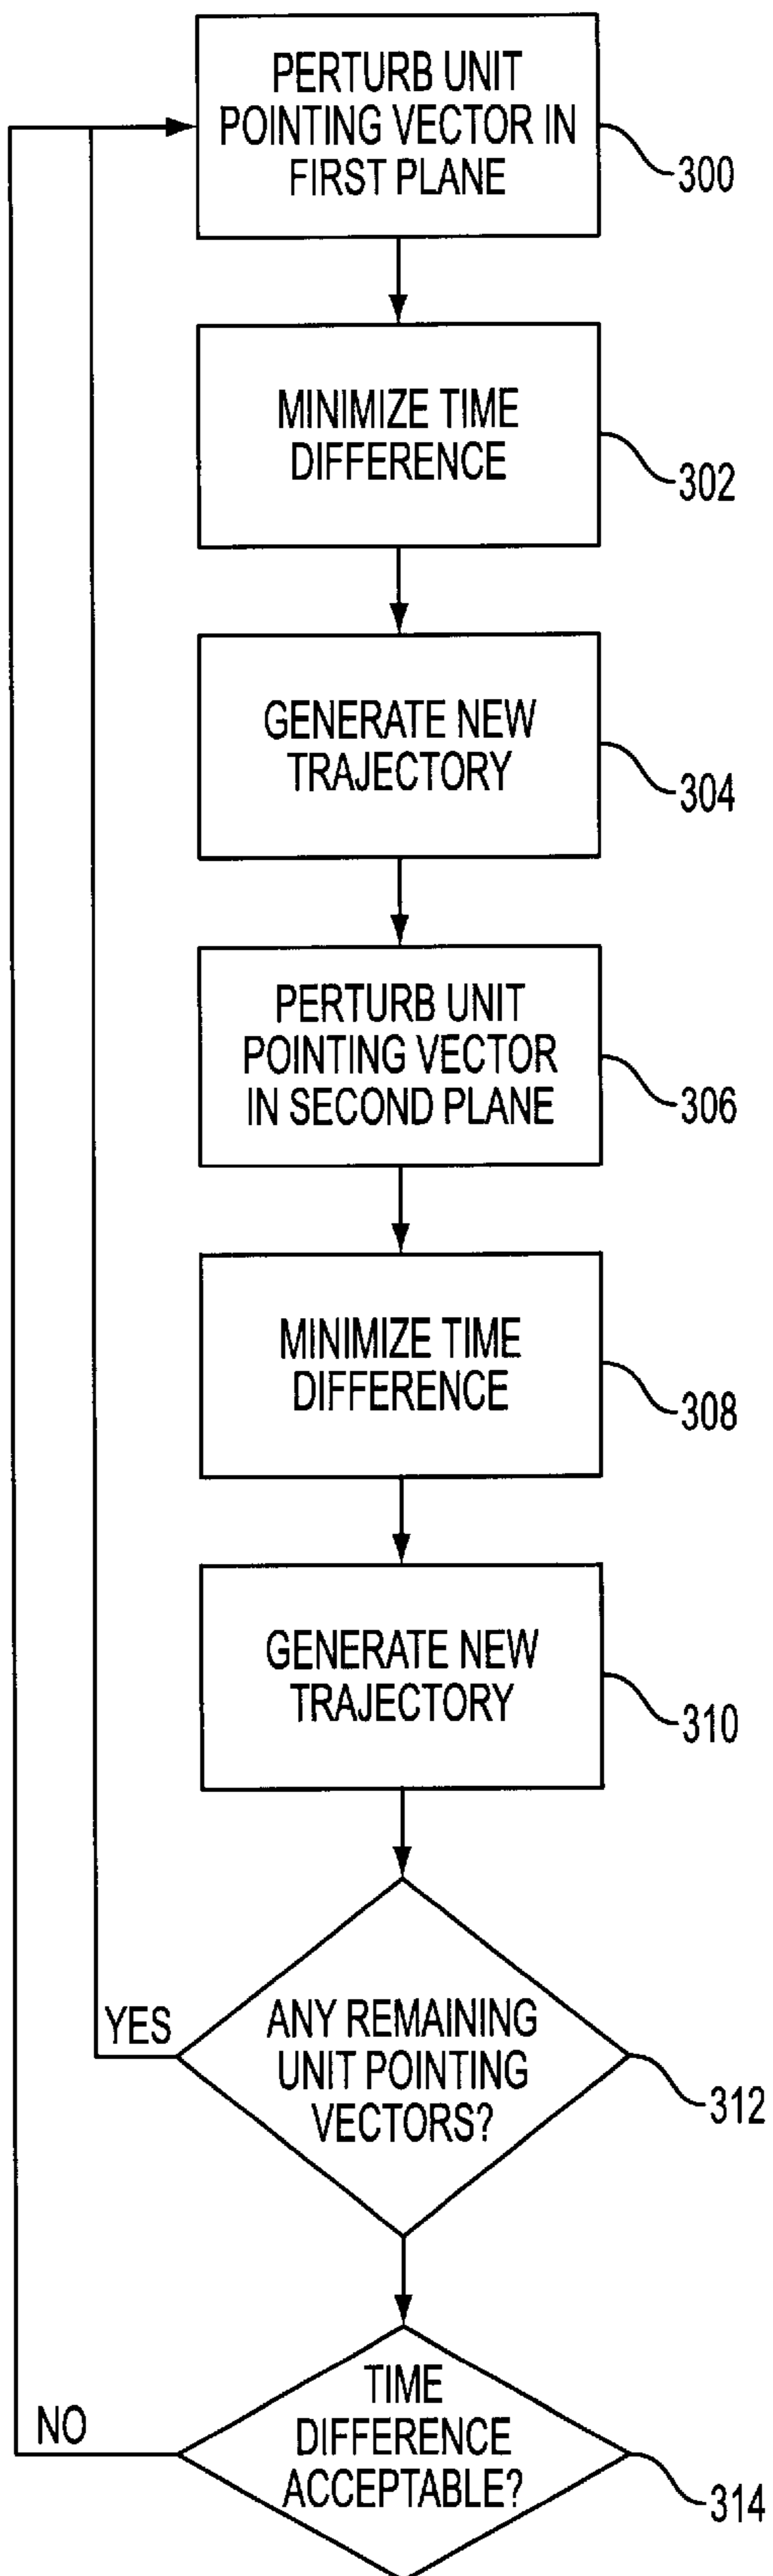 PERTURB UNIT
POINTING VECTOR IN
FIRST PLANE
300
MINIMIZE TIME
DIFFERENCE
302
GENERATE NEW
TRAJECTORY
304
PERTURB UNIT
POINTING VECTOR
IN SECOND PLANE
306
MINIMIZE TIME
DIFFERENCE
308
GENERATE NEW
TRAJECTORY
310
YES
ANY REMAINING
UNIT POINTING
VECTORS?
312
NO
TIME
DIFFERENCE
ACCEPTABLE?
314